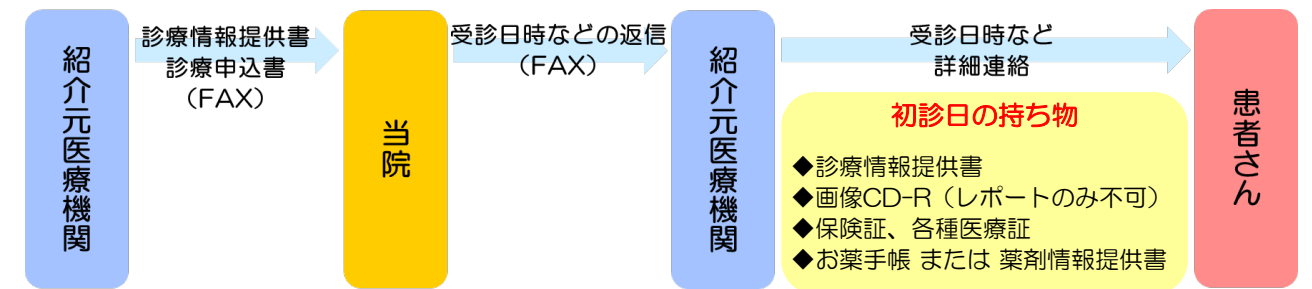 紹介元医療機関
診療情報提供書
診療申込書
（FAX）
当院
受診日時などの返信
（FAX）
紹介元医療機関
受診日時など
詳細連絡
初診日の持ち物
◆診療情報提供書
◆画像CD-R（レポートのみ不可）
◆保険証、各種医療証
◆お薬手帳 または 薬剤情報提供書
患者さん